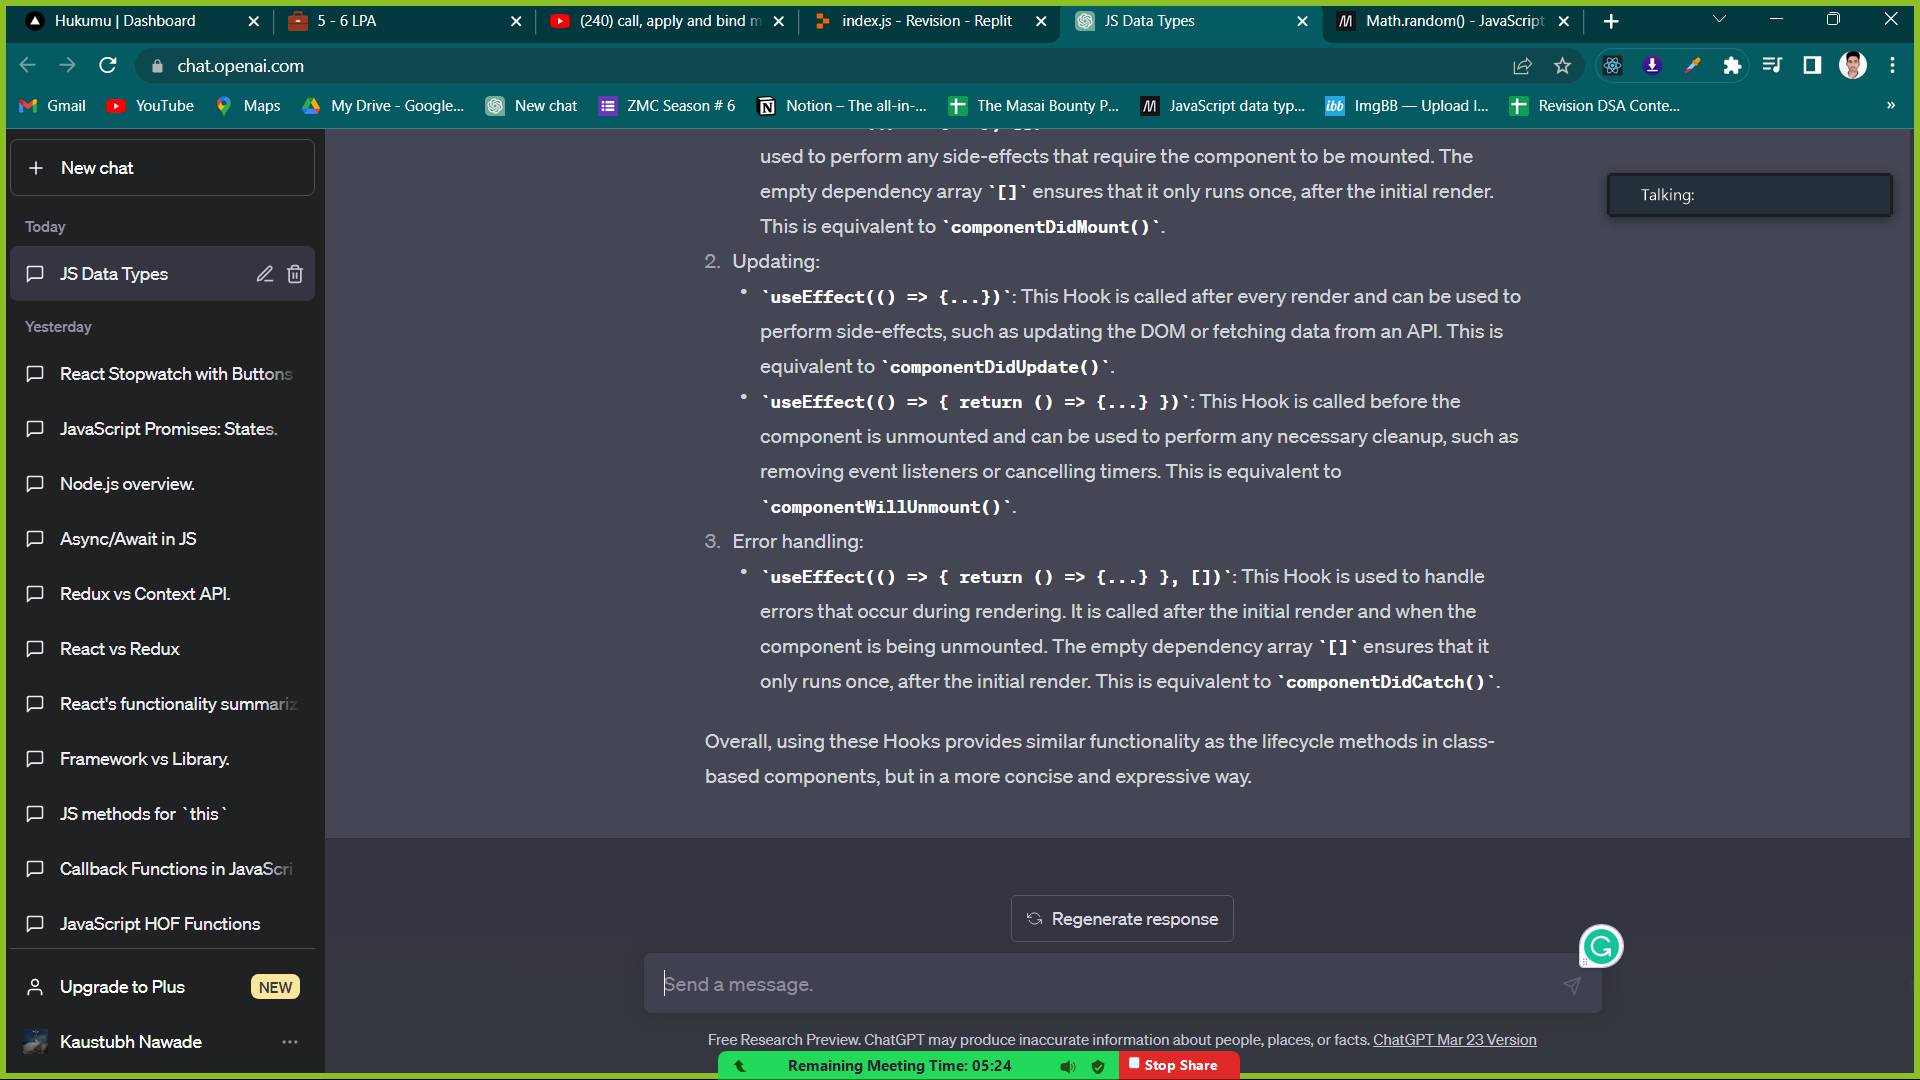 Hukumu | Dashboard
5 - 6 LPA
(240) call, apply and bind m
index.js - Revision - Replit
JS Data Types
Math.random() - JavaScript
chat.openai.com
Gmail
YouTube
Maps
My Drive - Google...
New chat
ZMC Season # 6
Notion – The all-in-...
The Masai Bounty P...
JavaScript data typ...
ibb ImgBB — Upload I...
Revision DSA Conte...
»
+ New chat
Today
JS Data Types
Yesterday
React Stopwatch with Buttons
JavaScript Promises: States.
Node.js overview.
Async/Await in JS
Redux vs Context API.
React vs Redux
React's functionality summariz
Framework vs Library.
JS methods for `this`
Callback Functions in JavaScri
JavaScript HOF Functions
Upgrade to Plus NEW
Kaustubh Nawade
used to perform any side-effects that require the component to be mounted. The
empty dependency array `[]` ensures that it only runs once, after the initial render.
This is equivalent to `componentDidMount()`.
2. Updating:
• `useEffect(() => {...})`: This Hook is called after every render and can be used to
perform side-effects, such as updating the DOM or fetching data from an API. This is
equivalent to `componentDidUpdate()`.
• `useEffect(() => { return () => {...} })`: This Hook is called before the
component is unmounted and can be used to perform any necessary cleanup, such as
removing event listeners or cancelling timers. This is equivalent to
`componentWillUnmount()`.
3. Error handling:
• `useEffect(() => { return () => {...} }, [])`: This Hook is used to handle
errors that occur during rendering. It is called after the initial render and when the
component is being unmounted. The empty dependency array `[]` ensures that it
only runs once, after the initial render. This is equivalent to `componentDidCatch()`.
Overall, using these Hooks provides similar functionality as the lifecycle methods in class-
based components, but in a more concise and expressive way.
Talking:
Regenerate response
Send a message.
Free Research Preview. ChatGPT may produce inaccurate information about people, places, or facts. ChatGPT Mar 23 Version
Remaining Meeting Time: 05:24
Stop Share